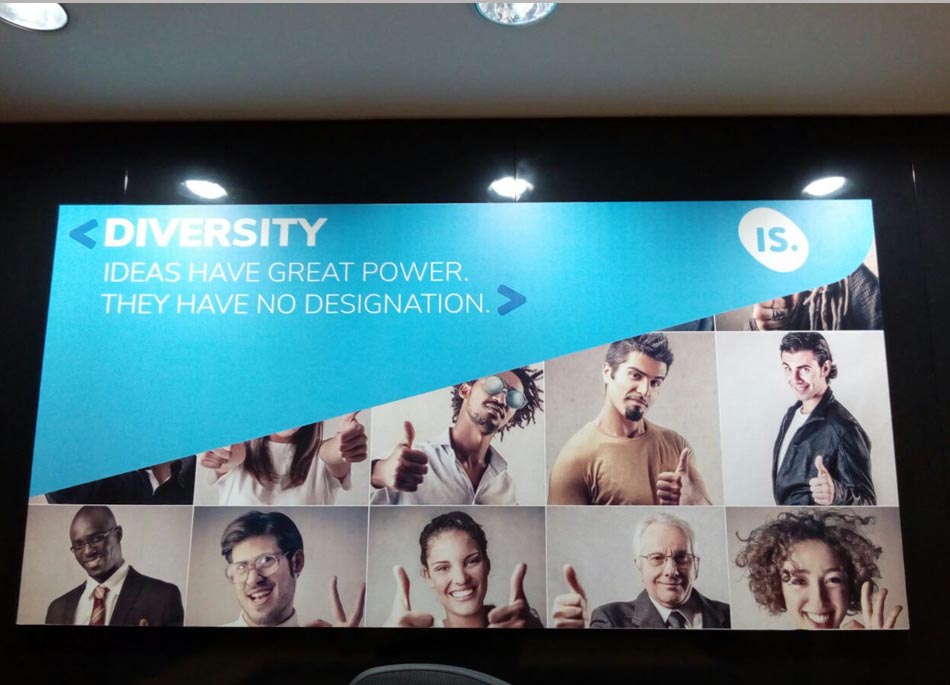 < DIVERSITY
IDEAS HAVE GREAT POWER.
THEY HAVE NO DESIGNATION. >
IS.